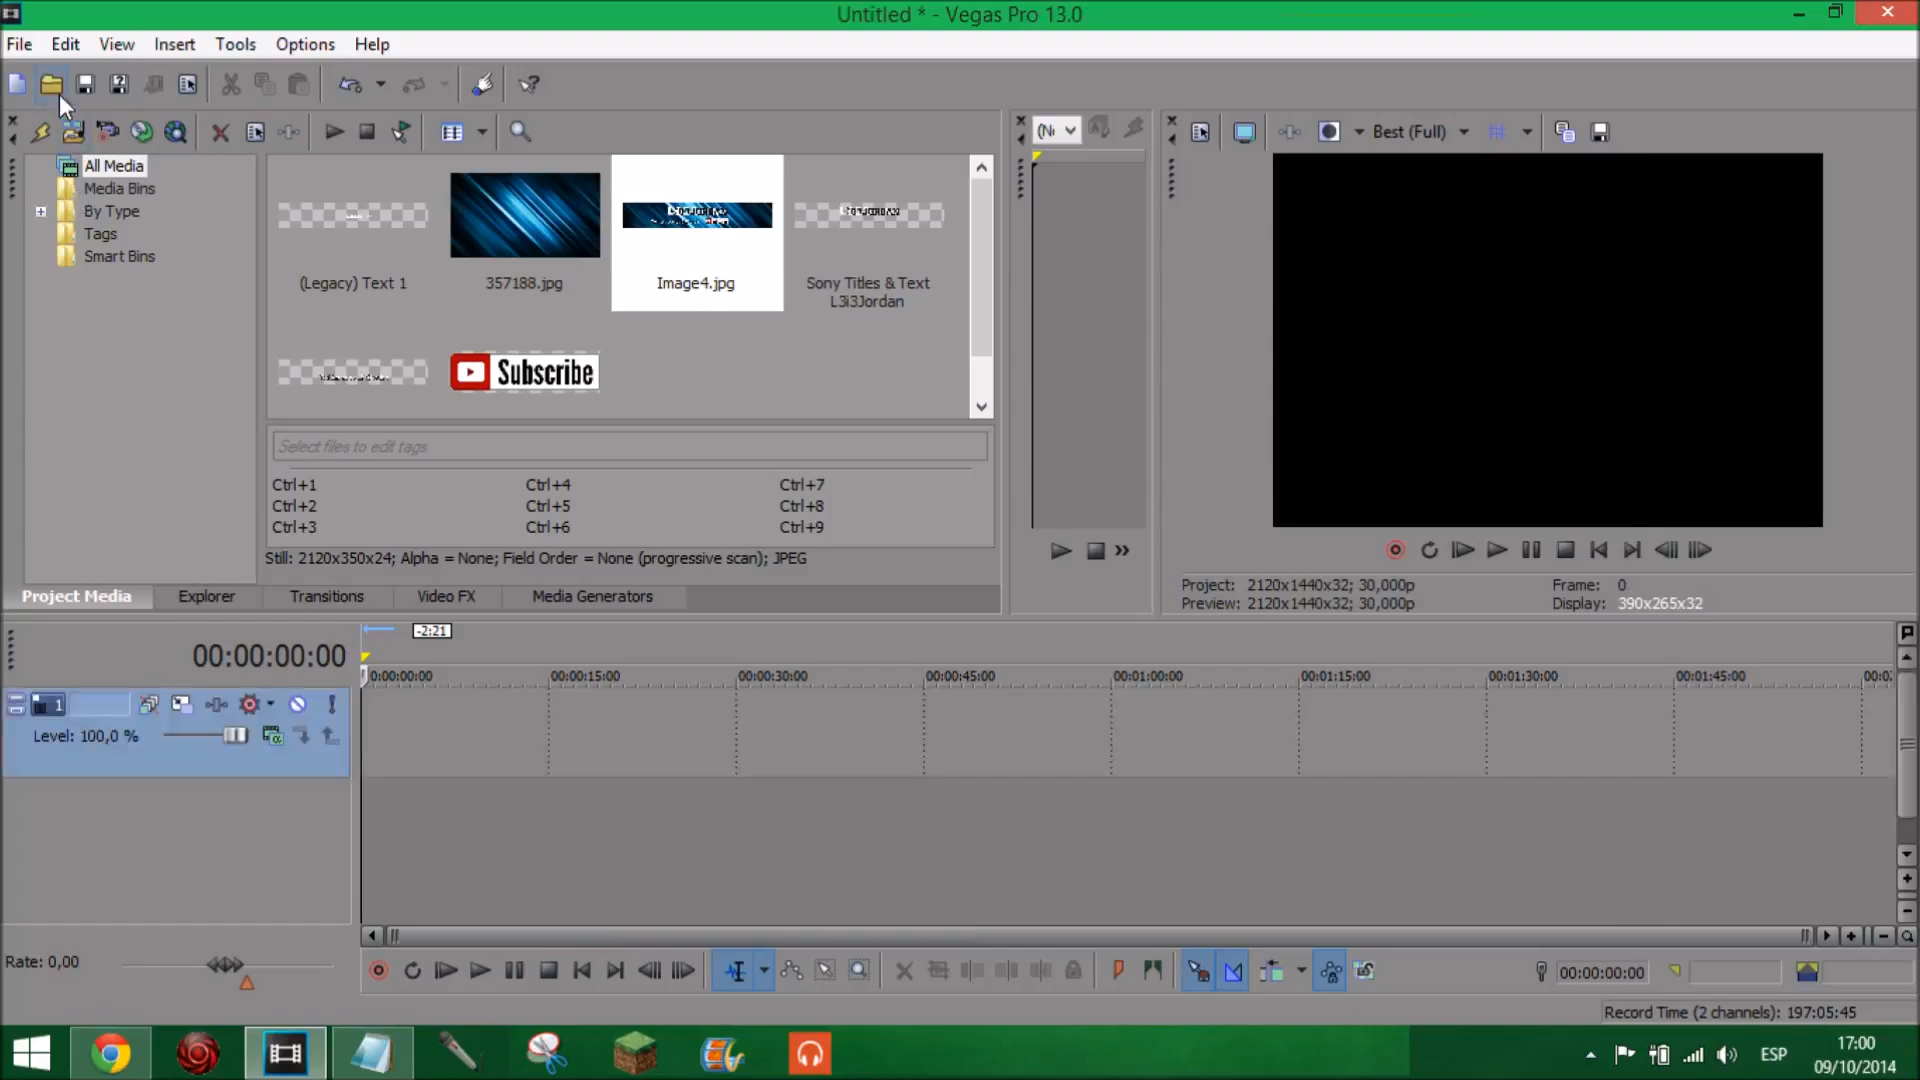 Untitled * - Vegas Pro 13.0
File Edit View Insert Tools Options Help
Best (Full)
All Media
Media Bins
By Type
Tags
Smart Bins
(Legacy) Text 1
357188.jpg
Image4.jpg
Sony Titles & Text L3i3Jordan
Subscribe
Select files to edit tags
Ctrl+1 Ctrl+4 Ctrl+7
Ctrl+2 Ctrl+5 Ctrl+8
Ctrl+3 Ctrl+6 Ctrl+9
Still: 2120x350x24; Alpha = None; Field Order = None (progressive scan); JPEG
Project Media Explorer Transitions Video FX Media Generators
Project: 2120x1440x32; 30,000p Frame: 0
Preview: 2120x1440x32; 30,000p Display: 390x265x32
-2:21
00:00:00:00
0:00:00:00 00:00:15:00 00:00:30:00 00:00:45:00 00:01:00:00 00:01:15:00 00:01:30:00 00:01:45:00 00:0
1
Level: 100,0 %
Rate: 0,00
00:00:00:00
Record Time (2 channels): 197:05:45
ESP
17:00
09/10/2014